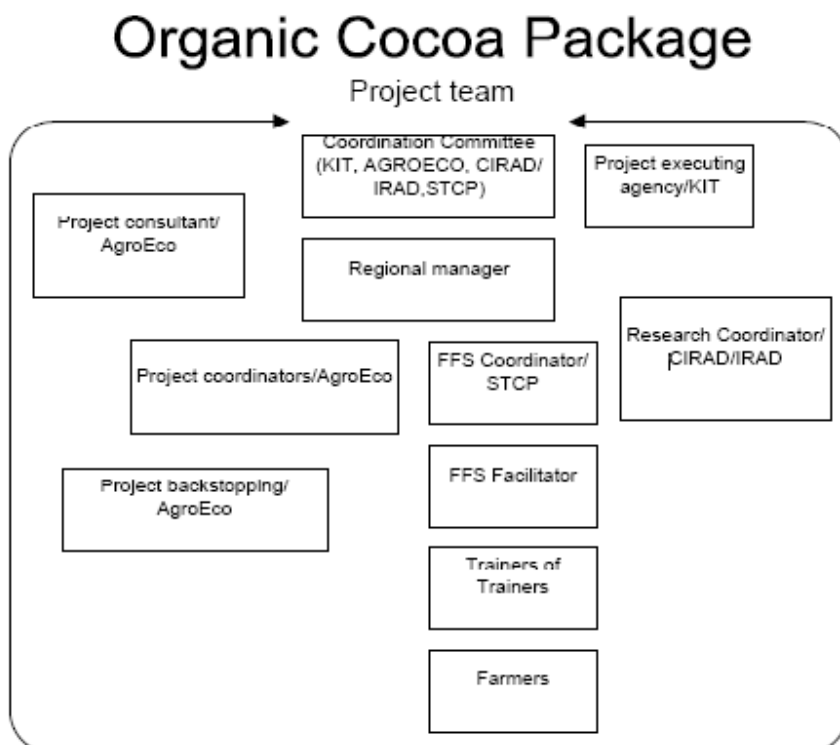 Organic Cocoa Package
Project team
Coordination Committee
(KIT, AGROECO, CIRAD/
IRAD,STCP)
Project executing
agency/KIT
Project consultant/
AgroEco
Regional manager
Research Coordinator/
CIRAD/IRAD
Project coordinators/AgroEco
FFS Coordinator/
STCP
Project backstopping/
AgroEco
FFS Facilitator
Trainers of
Trainers
Farmers